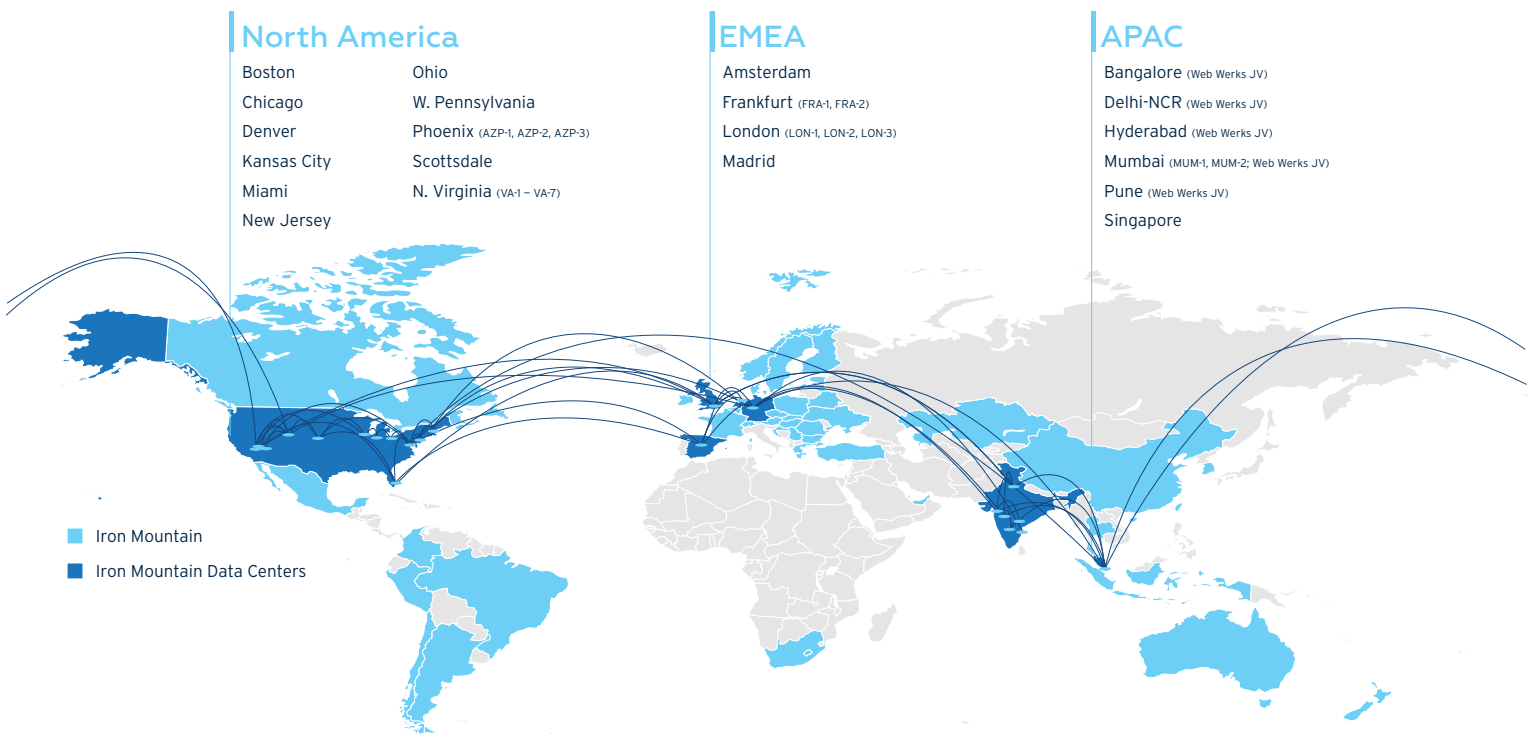 North America
Boston
Chicago
Denver
Kansas City
Miami
New Jersey
Ohio
W. Pennsylvania
Phoenix (AZP-1, AZP-2, AZP-3)
Scottsdale
N. Virginia (VA-1 – VA-7)
EMEA
Amsterdam
Frankfurt (FRA-1, FRA-2)
London (LON-1, LON-2, LON-3)
Madrid
APAC
Bangalore (Web Werks JV)
Delhi-NCR (Web Werks JV)
Hyderabad (Web Werks JV)
Mumbai (MUM-1, MUM-2; Web Werks JV)
Pune (Web Werks JV)
Singapore
Iron Mountain
Iron Mountain Data Centers